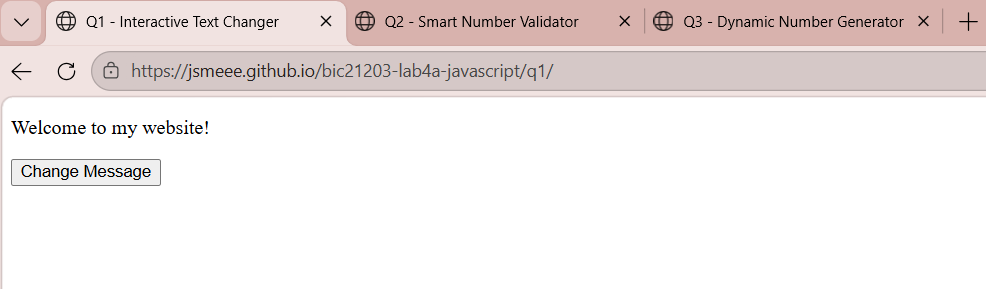 Q1 - Interactive Text Changer
Q2 - Smart Number Validator
Q3 - Dynamic Number Generator
https://jsmeee.github.io/bic21203-lab4a-javascript/q1/
Welcome to my website!
Change Message